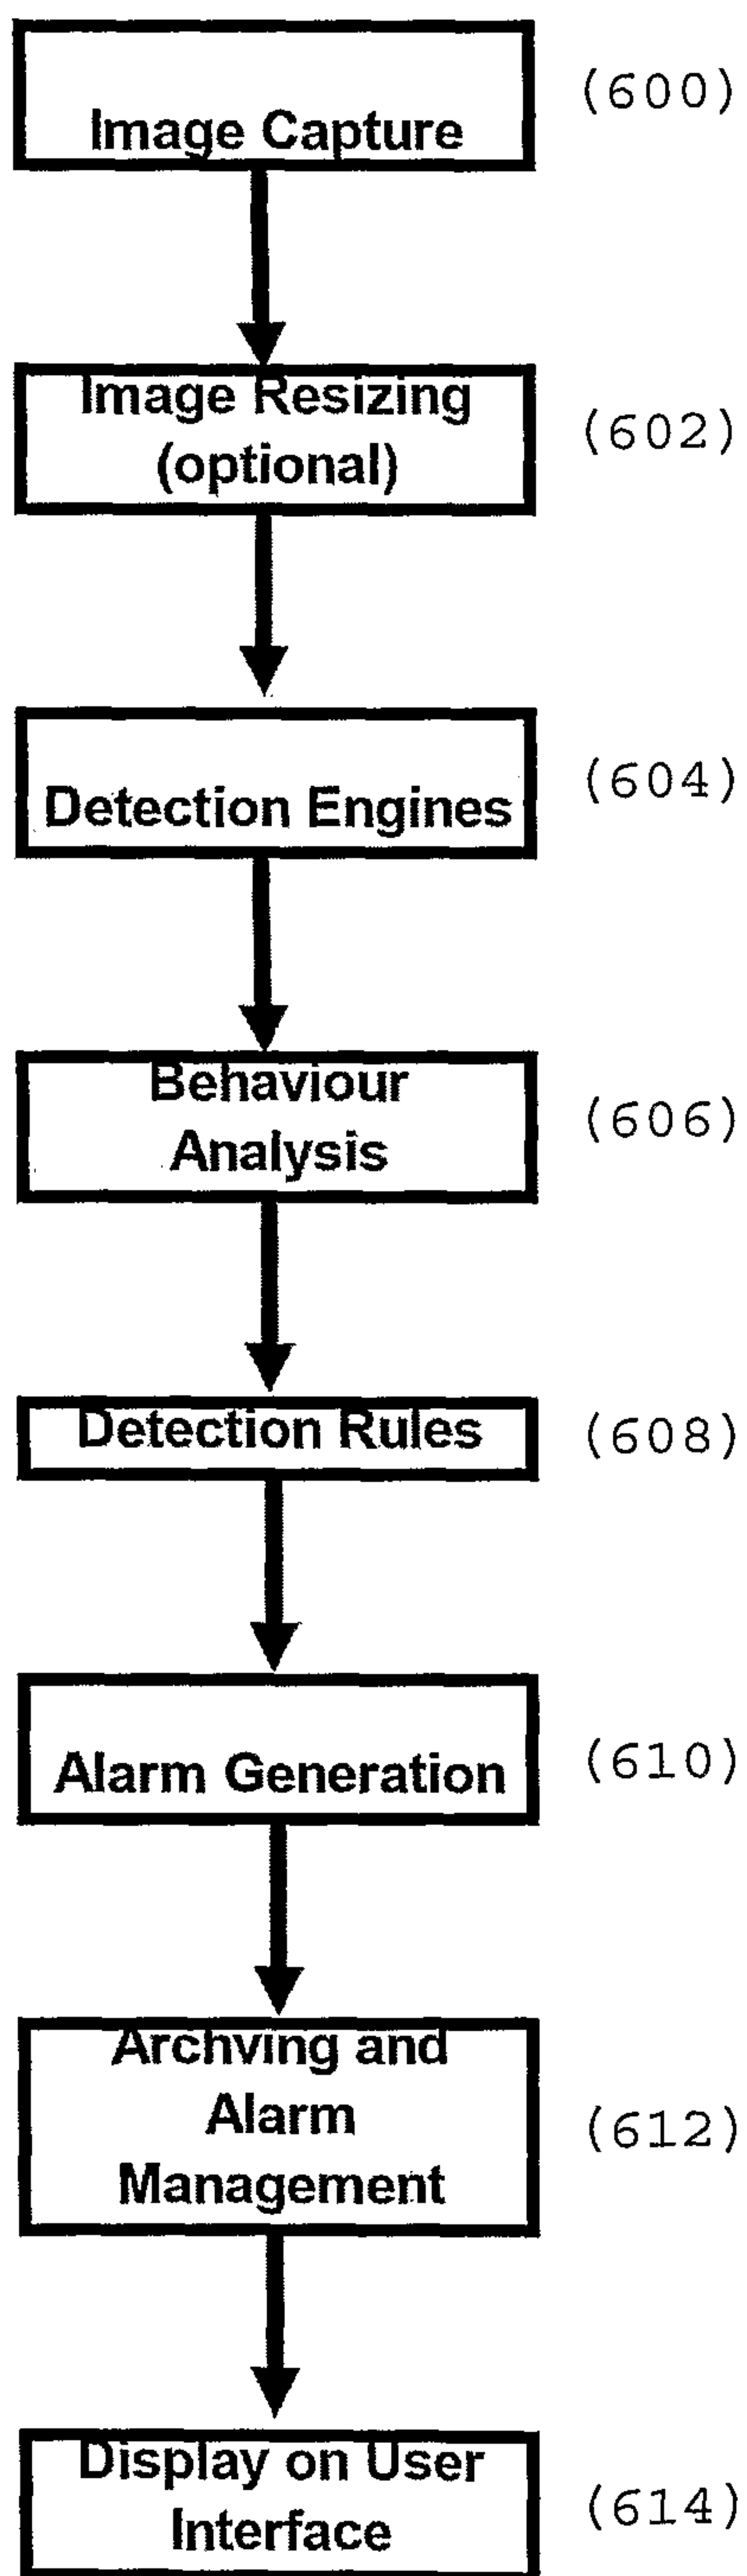 Image Capture
(600)
Image Resizing
(optional)
(602)
Detection Engines
(604)
Behaviour
Analysis
(606)
Detection Rules
(608)
Alarm Generation
(610)
Archving and
Alarm
Management
(612)
Display on User
Interface
(614)